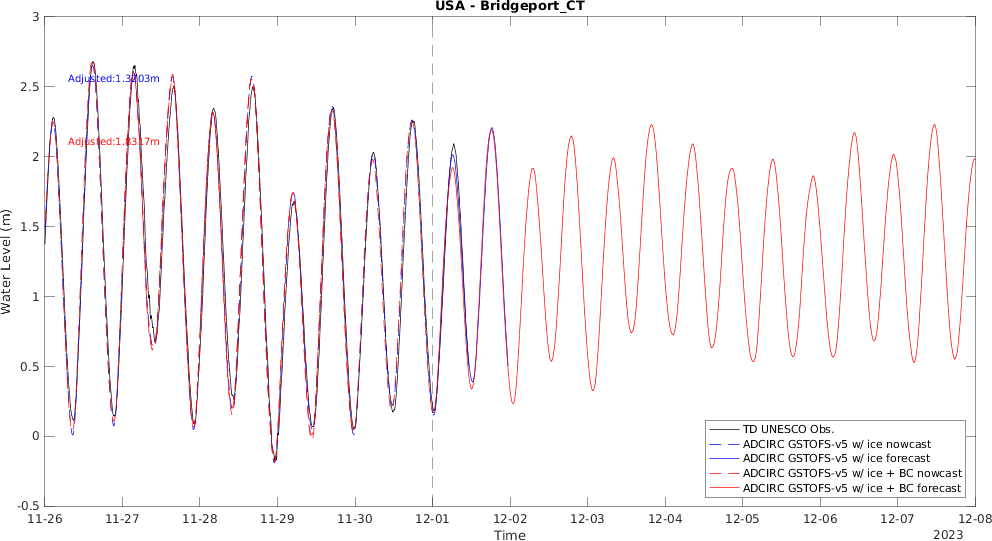 USA - Bridgeport_CT
3
2.5
2
1.5
1
0.5
0
-0.5
Water Level (m)
Adjusted:1.3703m
Adjusted:1.8317m
11-26
11-27
11-28
11-29
11-30
12-01
12-02
12-03
12-04
12-05
12-06
12-07
12-08
Time
2023
TD UNESCO Obs.
ADCIRC GSTOFS-v5 w/ ice nowcast
ADCIRC GSTOFS-v5 w/ ice forecast
ADCIRC GSTOFS-v5 w/ ice + BC nowcast
ADCIRC GSTOFS-v5 w/ ice + BC forecast